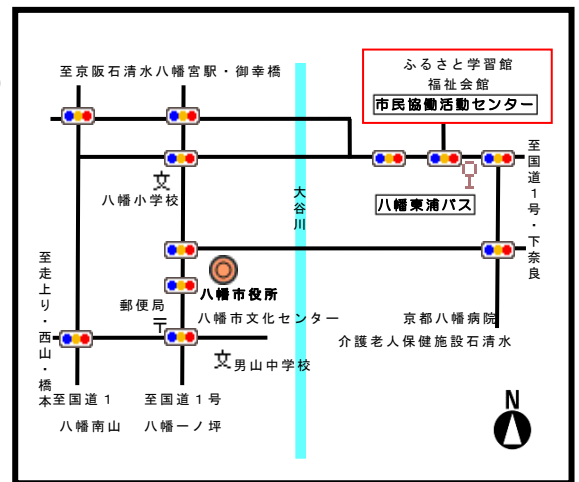 至京阪石清水八幡宮駅・御幸橋
ふるさと学習館
福祉会館
市民協働活動センター
至国道1号・下奈良
八幡小学校
大谷川
八幡東浦バス
八幡市役所
至走上り・西山・橋本
郵便局
八幡市文化センター
京都八幡病院
介護老人保健施設石清水
男山中学校
至国道1
至国道1号
八幡南山
八幡一ノ坪
N